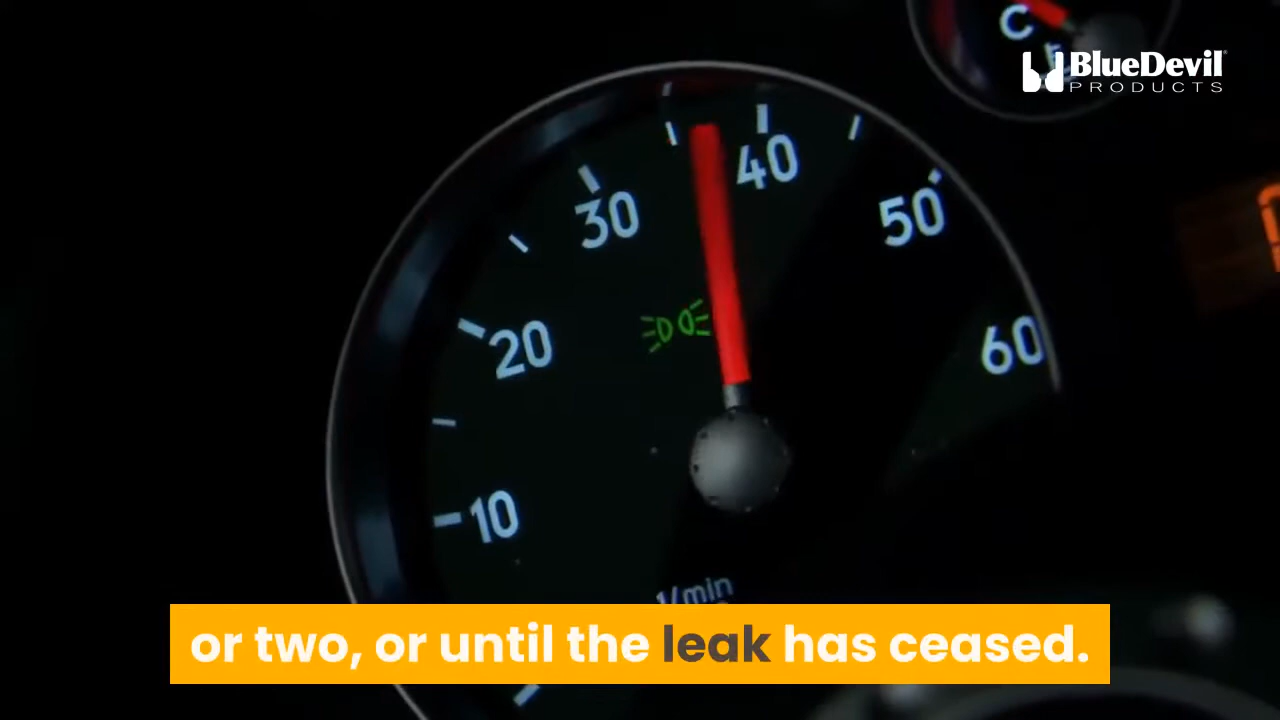 C
BlueDevil
PRODUCTS
40
30
50
20
60
10
1/min
or two, or until the leak has ceased.